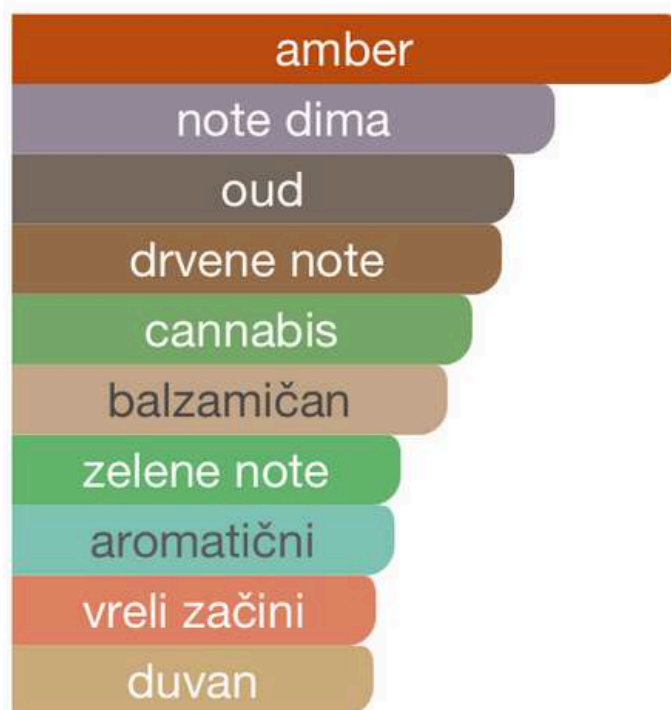 amber
note dima
oud
drvene note
cannabis
balzamičan
zelene note
aromatični
vreli začini
duvan